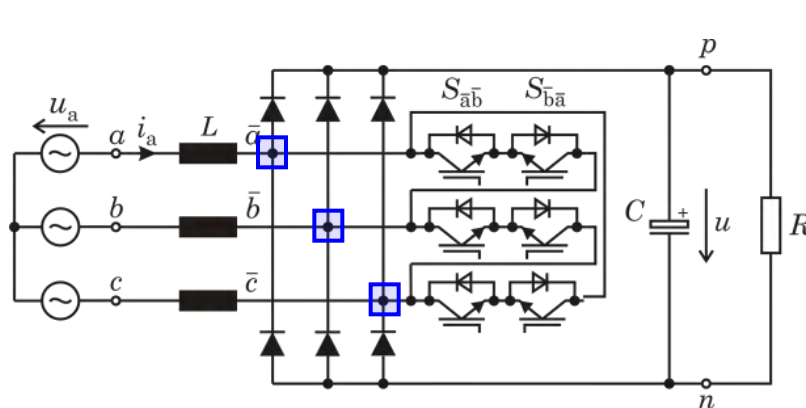 p
S_āb̄ S_b̄ā
u_a
a i_a L ā
b b̄
C + u R
c c̄
n